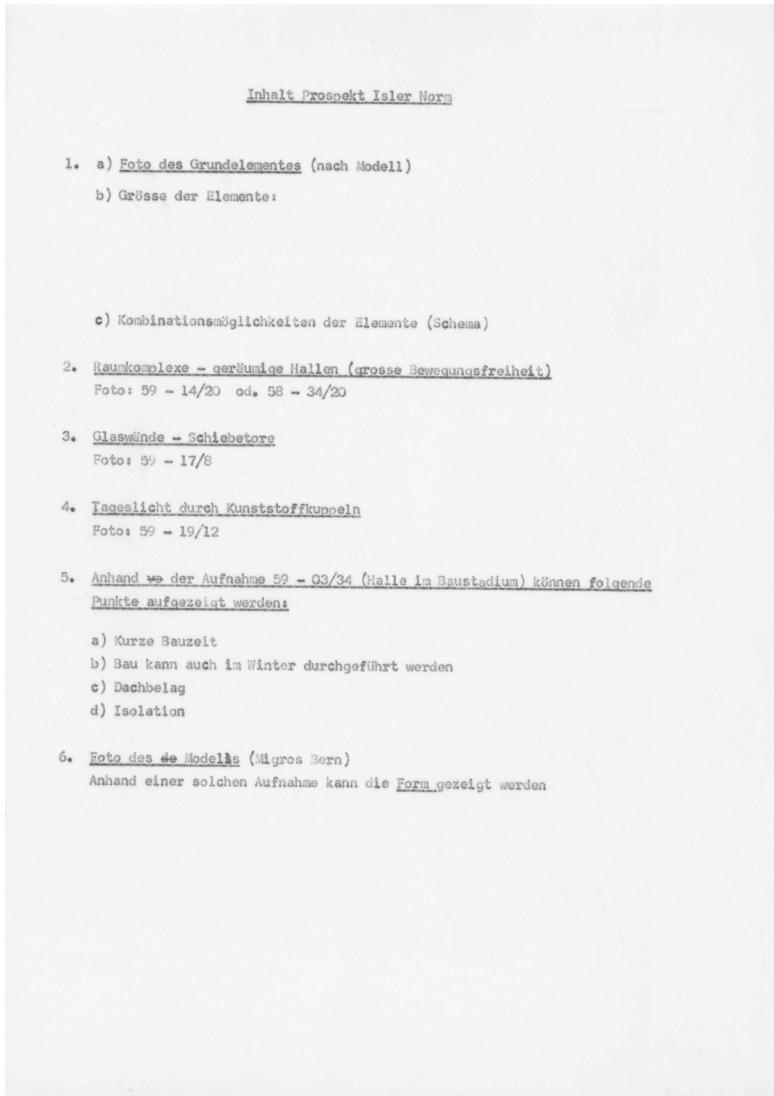 Inhalt Prospekt Isler Norm
1. a) Foto des Grundelementes (nach Modell)
b) Grösse der Elemente:
c) Kombinationsmöglichkeiten der Elemente (Schema)
2. Raumkomplexe - geräumige Hallen (grosse Bewegungsfreiheit)
Foto: 59 - 14/20 od. 58 - 34/20
3. Glaswände - Schiebetore
Foto: 59 - 17/8
4. Tageslicht durch Kunststoffkuppeln
Foto: 59 - 19/12
5. Anhand vo der Aufnahme 59 - 03/34 (Halle im Baustadium) können folgende
Punkte aufgezeigt werden:
a) Kurze Bauzeit
b) Bau kann auch im Winter durchgeführt werden
c) Dachbelag
d) Isolation
6. Foto des de Modells (Migros Bern)
Anhand einer solchen Aufnahme kann die Form gezeigt werden